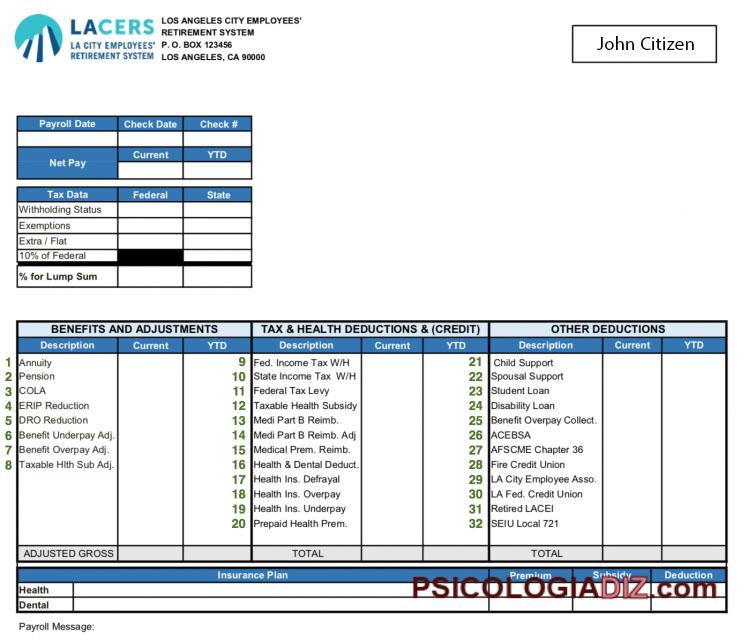 LACERS
LA CITY EMPLOYEES'
RETIREMENT SYSTEM
LOS ANGELES CITY EMPLOYEES'
RETIREMENT SYSTEM
P. O. BOX 123456
LOS ANGELES, CA 90000
John Citizen
Payroll Date Check Date Check #
Net Pay Current YTD
Tax Data Federal State
Withholding Status
Exemptions
Extra / Flat
10% of Federal
% for Lump Sum
BENEFITS AND ADJUSTMENTS TAX & HEALTH DEDUCTIONS & (CREDIT) OTHER DEDUCTIONS
Description Current YTD Description Current YTD Description Current YTD
1 Annuity 9 Fed. Income Tax W/H 21 Child Support
2 Pension 10 State Income Tax W/H 22 Spousal Support
3 COLA 11 Federal Tax Levy 23 Student Loan
4 ERIP Reduction 12 Taxable Health Subsidy 24 Disability Loan
5 DRO Reduction 13 Medi Part B Reimb. 25 Benefit Overpay Collect.
6 Benefit Underpay Adj. 14 Medi Part B Reimb. Adj 26 ACEBSA
7 Benefit Overpay Adj. 15 Medical Prem. Reimb. 27 AFSCME Chapter 36
8 Taxable Hlth Sub Adj. 16 Health & Dental Deduct. 28 Fire Credit Union
17 Health Ins. Defrayal 29 LA City Employee Asso.
18 Health Ins. Overpay 30 LA Fed. Credit Union
19 Health Ins. Underpay 31 Retired LACEI
20 Prepaid Health Prem. 32 SEIU Local 721
ADJUSTED GROSS TOTAL TOTAL
Insurance Plan Premium Subsidy Deduction
Health
Dental
PSICOLOGIADIZ.com
Payroll Message: